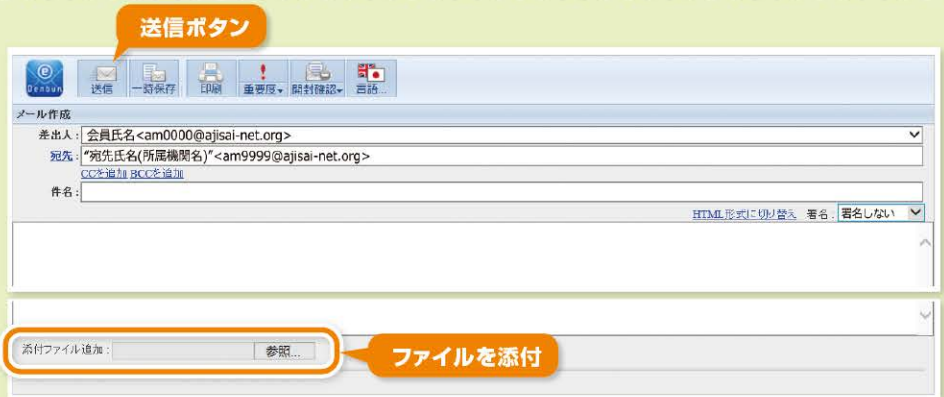 送信ボタン
e
Densun
送信 一時保存 印刷 ! 重要度 開封確認 言語...
メール作成
差出人: 会員氏名<am0000@ajisai-net.org>
宛先: "宛先氏名(所属機関名)"<am9999@ajisai-net.org>
CCを追加 BCCを追加
件名:
HTML形式に切り替え 署名: 署名しない
添付ファイル追加: 参照...
ファイルを添付